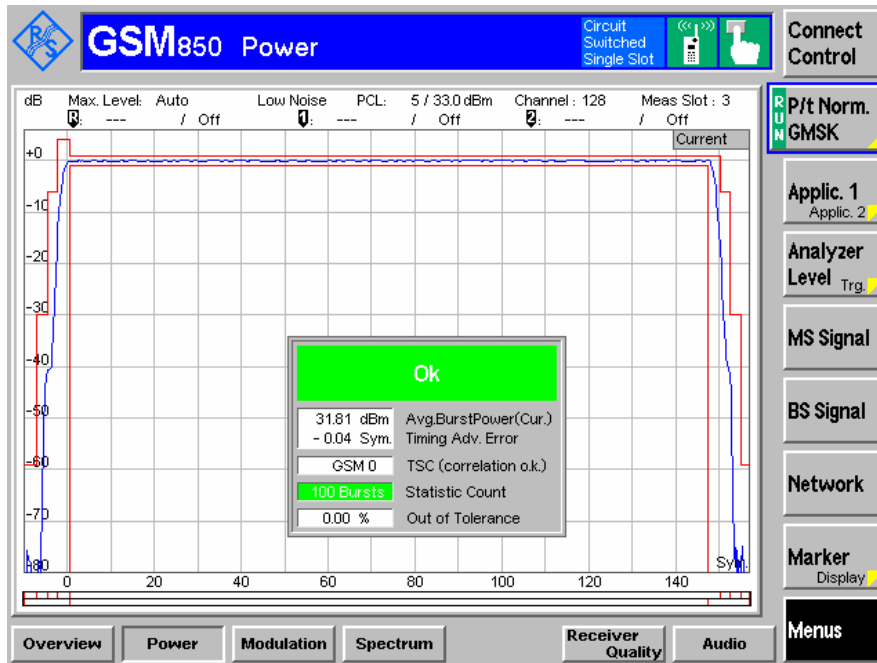 R&S
GSM850 Power
Circuit
Switched
Single Slot
Connect
Control
dB Max. Level: Auto Low Noise PCL: 5 / 33.0 dBm Channel : 128 Meas Slot : 3
R: --- / Off 1: --- / Off 2: --- / Off
Current
RUN
P/t Norm.
GMSK
Applic. 1
Applic. 2
Analyzer
Level Trg.
MS Signal
BS Signal
Network
Marker
Display
Menus
+0
-10
-20
-30
-40
-50
-60
-70
-80
Ok
31.81 dBm Avg.BurstPower(Cur.)
- 0.04 Sym. Timing Adv. Error
GSM 0 TSC (correlation o.k.)
100 Bursts Statistic Count
0.00 % Out of Tolerance
0 20 40 60 80 100 120 140
Overview Power Modulation Spectrum Receiver Quality Audio